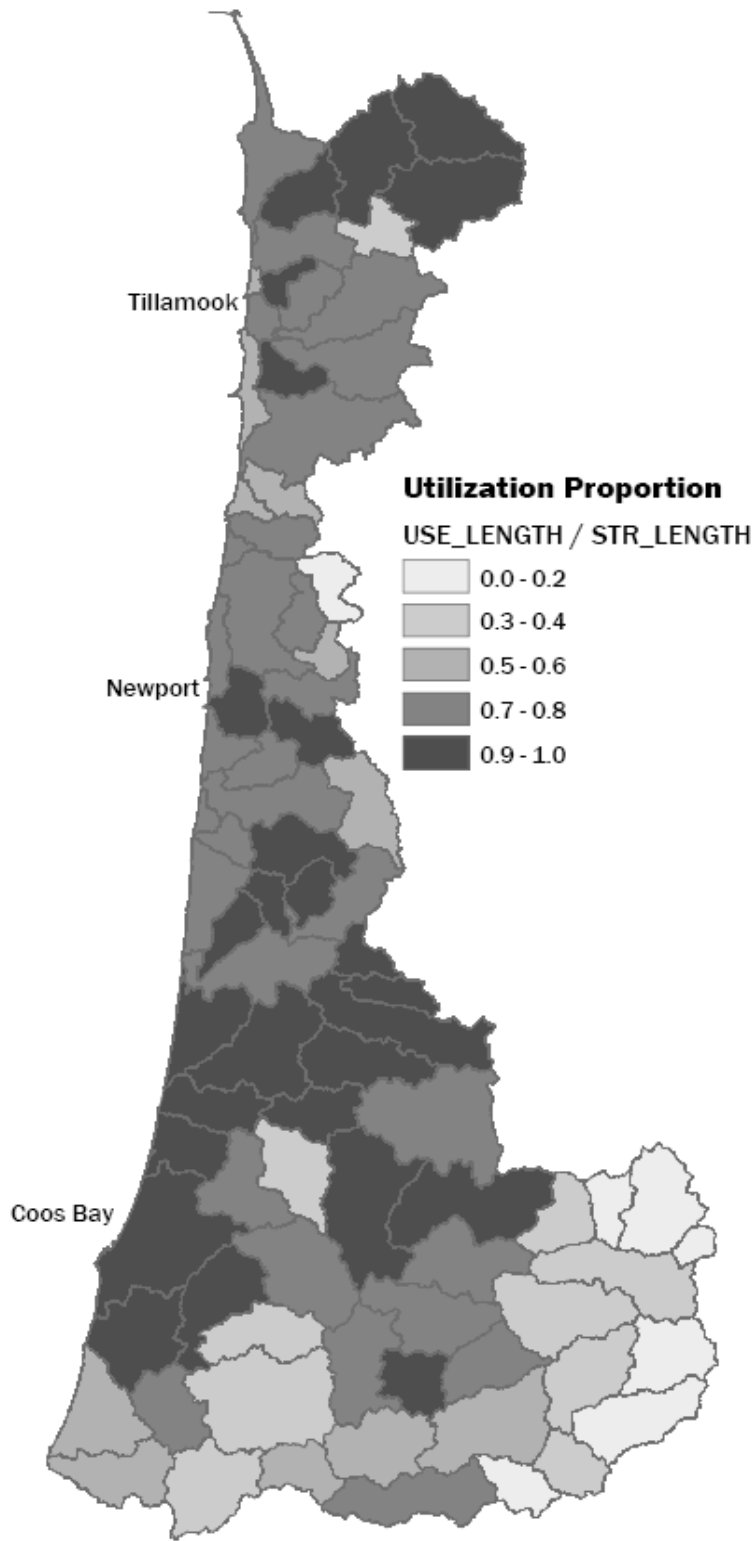 Tillamook
Utilization Proportion
USE_LENGTH / STR_LENGTH
0.0 - 0.2
0.3 - 0.4
0.5 - 0.6
0.7 - 0.8
0.9 - 1.0
Newport
Coos Bay